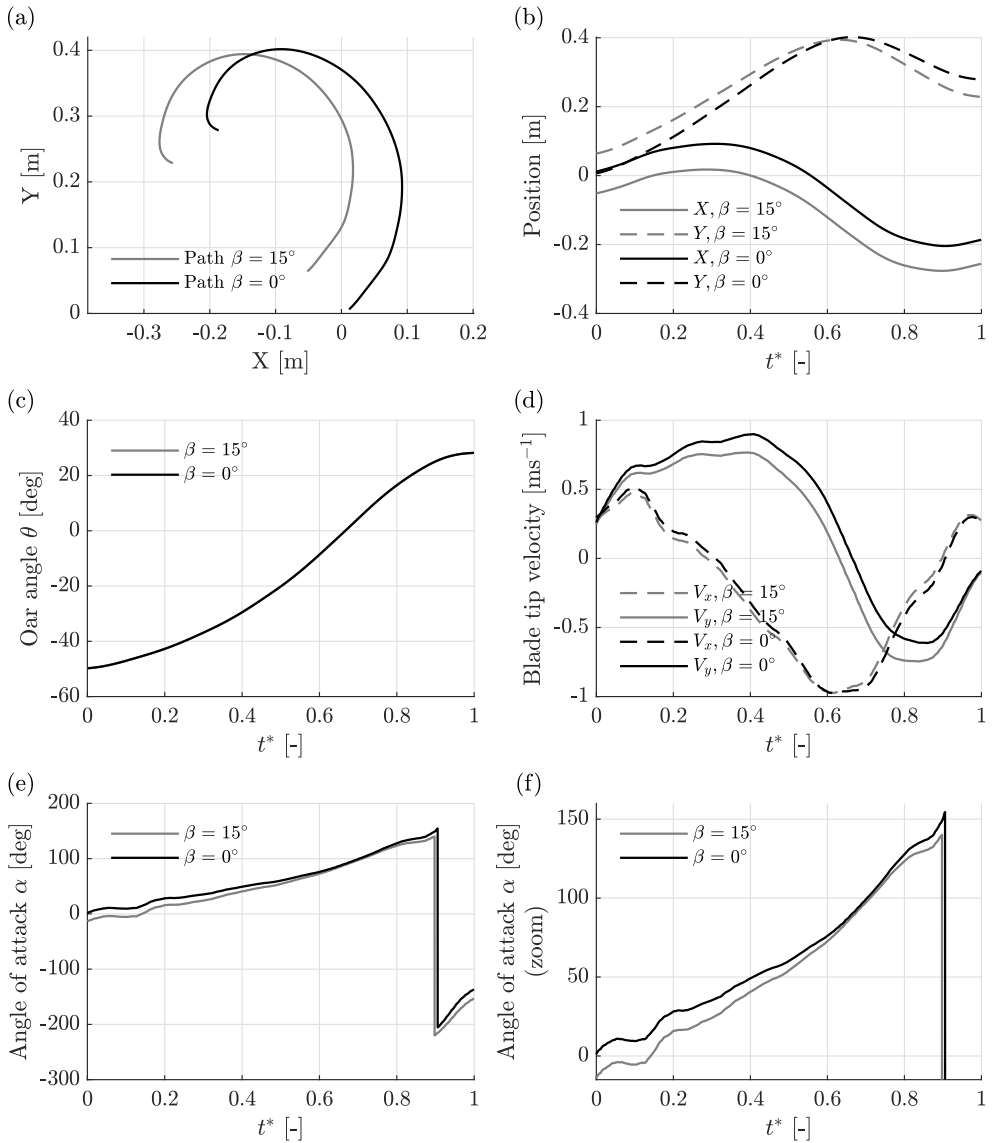 (a)
0.4
0.3
0.2
0.1
0
Y [m]
Path β = 15°
Path β = 0°
-0.3
-0.2
-0.1
0
0.1
0.2
X [m]
(b)
0.4
0.2
0
-0.2
-0.4
Position [m]
X, β = 15°
Y, β = 15°
X, β = 0°
Y, β = 0°
0
0.2
0.4
0.6
0.8
1
t* [-]
(c)
40
20
0
-20
-40
-60
Oar angle θ [deg]
β = 15°
β = 0°
0
0.2
0.4
0.6
0.8
1
t* [-]
(d)
1
0.5
0
-0.5
-1
Blade tip velocity [ms⁻¹]
Vₓ, β = 15°
V_y, β = 15°
Vₓ, β = 0°
V_y, β = 0°
0
0.2
0.4
0.6
0.8
1
t* [-]
(e)
200
100
0
-100
-200
-300
Angle of attack α [deg]
β = 15°
β = 0°
0
0.2
0.4
0.6
0.8
1
t* [-]
(f)
150
100
50
0
Angle of attack α [deg]
(zoom)
β = 15°
β = 0°
0
0.2
0.4
0.6
0.8
1
t* [-]